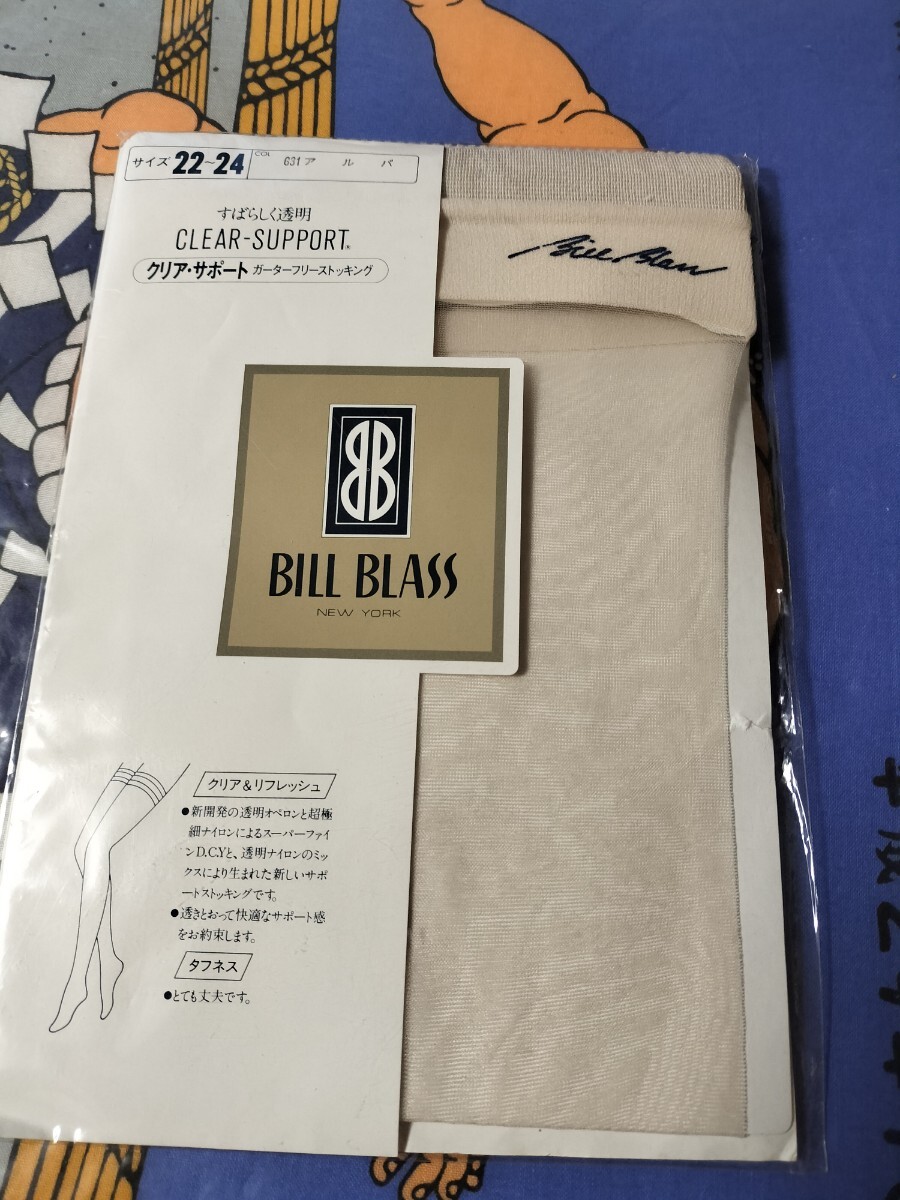 サイズ 22~24 COL 631 ア ル バ
すばらしく透明
CLEAR-SUPPORT®
クリア・サポート ガーターフリーストッキング
Bill Blass
BB
BILL BLASS
NEW YORK
クリア&リフレッシュ
●新開発の透明オペロンと超極
細ナイロンによるスーパーファイ
ンD.C.Yと、透明ナイロンのミッ
クスにより生まれた新しいサポ
ートストッキングです。
●透きとおって快適なサポート感
をお約束します。
タフネス
●とても丈夫です。